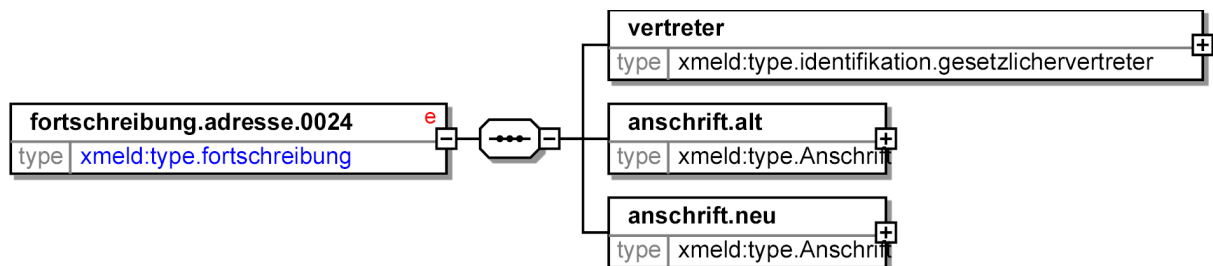 vertreter
type xmeld:type.identifikation.gesetzlichervertreter
fortschreibung.adresse.0024 e
type xmeld:type.fortschreibung
anschrift.alt
type xmeld:type.Anschrift
anschrift.neu
type xmeld:type.Anschrift